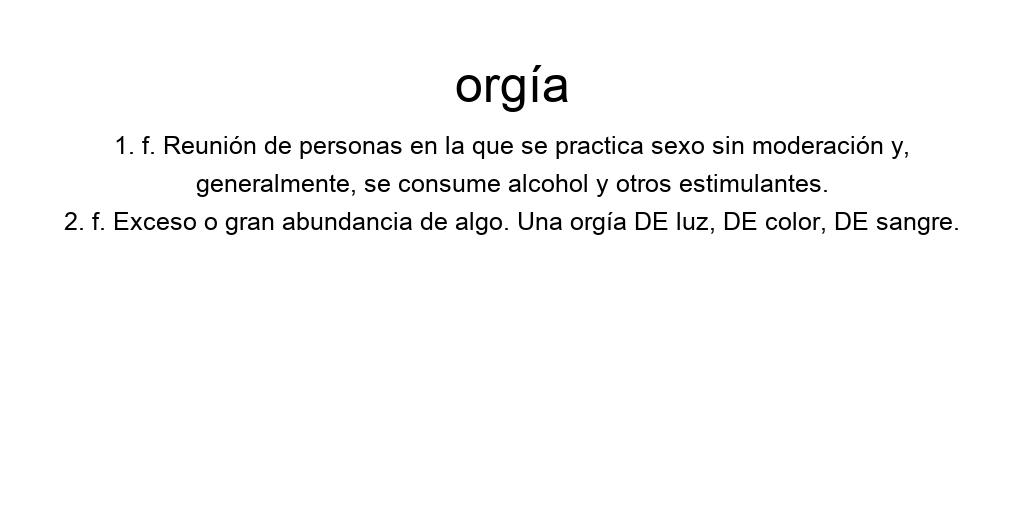 orgía
1. f. Reunión de personas en la que se practica sexo sin moderación y,
generalmente, se consume alcohol y otros estimulantes.
2. f. Exceso o gran abundancia de algo. Una orgía DE luz, DE color, DE sangre.